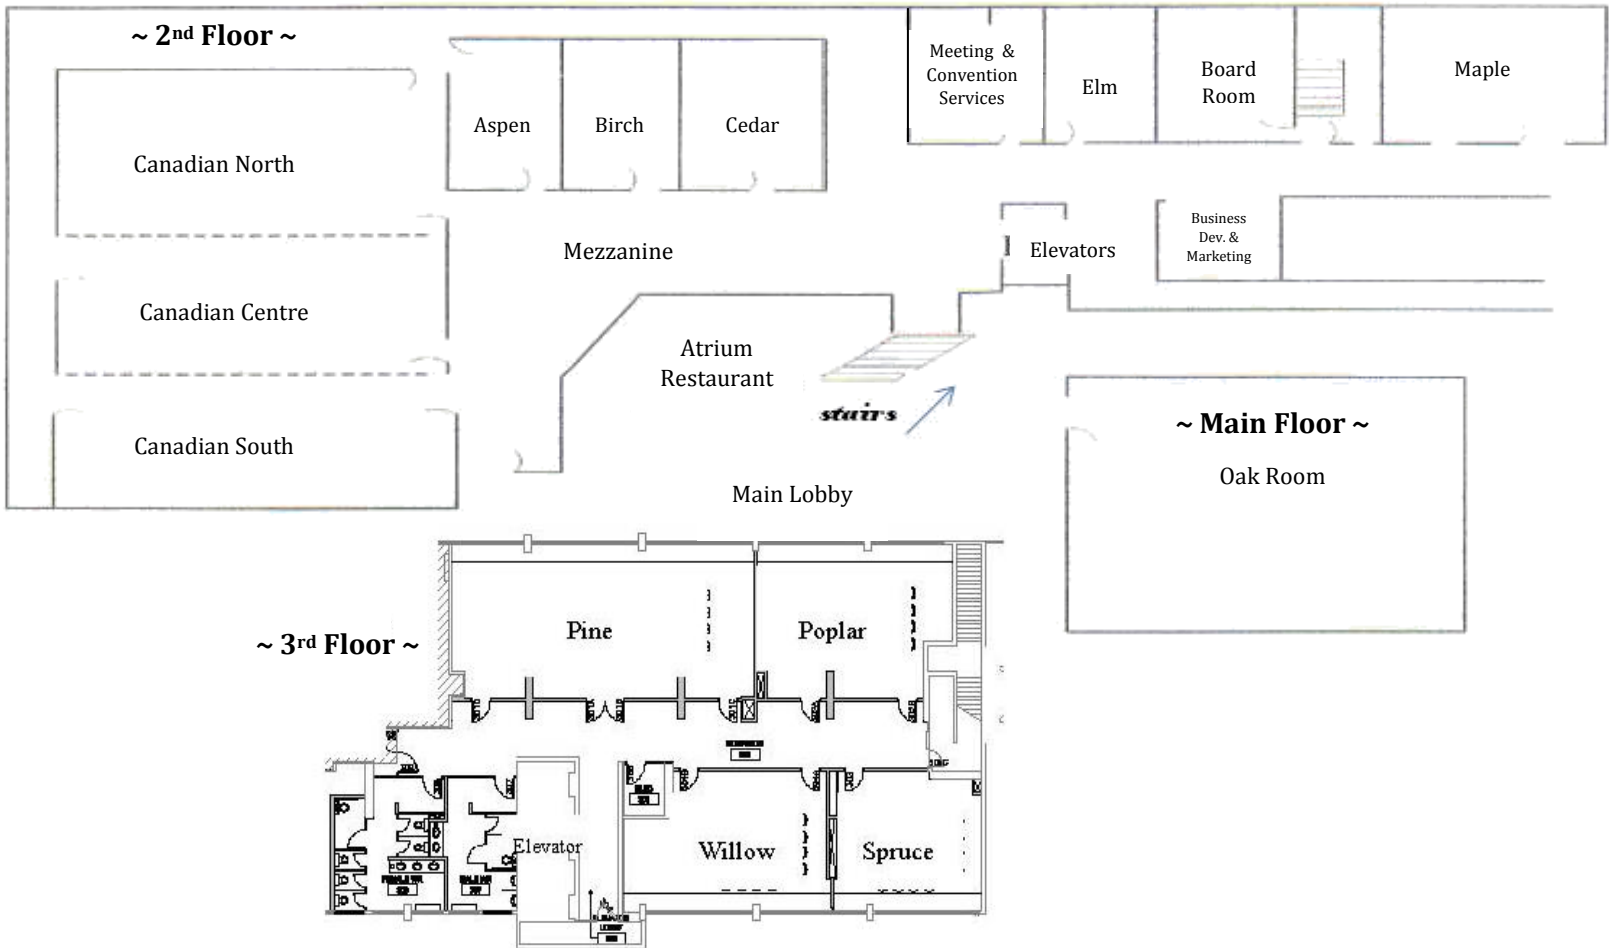 ~ 2nd Floor ~
Meeting &
Convention
Services
Elm
Board
Room
Maple
Aspen
Birch
Cedar
Canadian North
Mezzanine
Business
Dev. &
Marketing
Elevators
Canadian Centre
Atrium
Restaurant
stairs
Canadian South
~ Main Floor ~
Oak Room
Main Lobby
~ 3rd Floor ~
Pine
Poplar
Elevator
Willow
Spruce